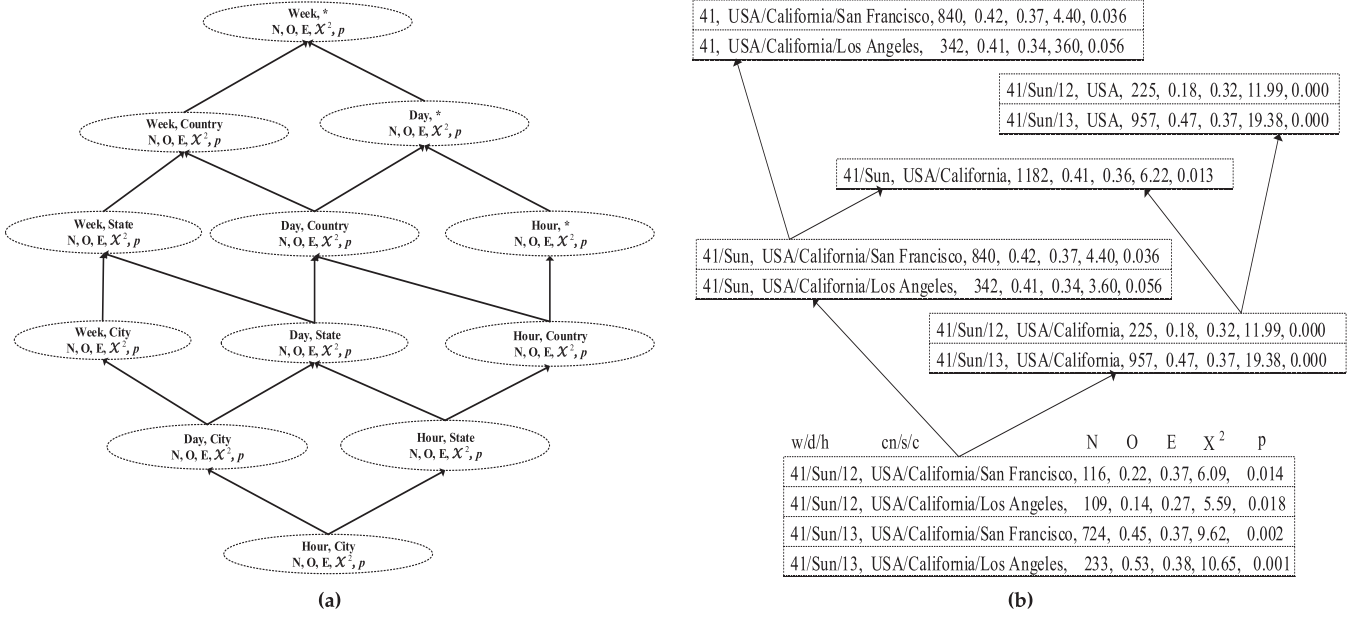 Week, *
N, O, E, X², p
Week, Country
N, O, E, X², p
Day, *
N, O, E, X², p
Week, State
N, O, E, X², p
Day, Country
N, O, E, X², p
Hour, *
N, O, E, X², p
Week, City
N, O, E, X², p
Day, State
N, O, E, X², p
Hour, Country
N, O, E, X², p
Day, City
N, O, E, X², p
Hour, State
N, O, E, X², p
Hour, City
N, O, E, X², p
(a)
41, USA/California/San Francisco, 840, 0.42, 0.37, 4.40, 0.036
41, USA/California/Los Angeles, 342, 0.41, 0.34, 360, 0.056
41/Sun/12, USA, 225, 0.18, 0.32, 11.99, 0.000
41/Sun/13, USA, 957, 0.47, 0.37, 19.38, 0.000
41/Sun, USA/California, 1182, 0.41, 0.36, 6.22, 0.013
41/Sun, USA/California/San Francisco, 840, 0.42, 0.37, 4.40, 0.036
41/Sun, USA/California/Los Angeles, 342, 0.41, 0.34, 3.60, 0.056
41/Sun/12, USA/California, 225, 0.18, 0.32, 11.99, 0.000
41/Sun/13, USA/California, 957, 0.47, 0.37, 19.38, 0.000
w/d/h cn/s/c N O E X² p
41/Sun/12, USA/California/San Francisco, 116, 0.22, 0.37, 6.09, 0.014
41/Sun/12, USA/California/Los Angeles, 109, 0.14, 0.27, 5.59, 0.018
41/Sun/13, USA/California/San Francisco, 724, 0.45, 0.37, 9.62, 0.002
41/Sun/13, USA/California/Los Angeles, 233, 0.53, 0.38, 10.65, 0.001
(b)